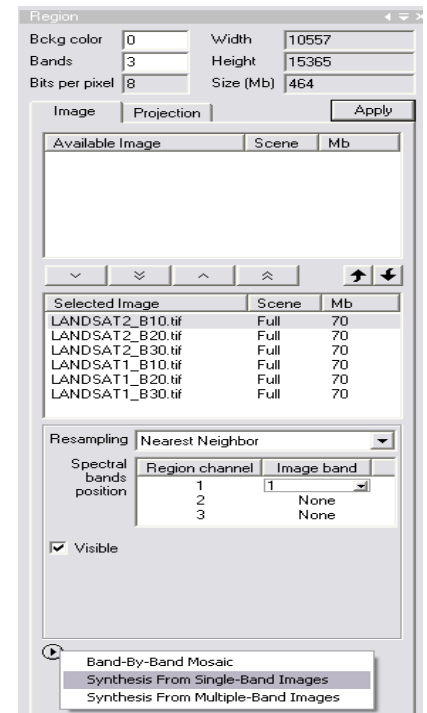 Region
Bckg color 0 Width 10557
Bands 3 Height 15365
Bits per pixel 8 Size (Mb) 464
Image Projection Apply
Available Image Scene Mb
Selected Image Scene Mb
LANDSAT2_B10.tif Full 70
LANDSAT2_B20.tif Full 70
LANDSAT2_B30.tif Full 70
LANDSAT1_B10.tif Full 70
LANDSAT1_B20.tif Full 70
LANDSAT1_B30.tif Full 70
Resampling Nearest Neighbor
Spectral bands position Region channel Image band
1 1
2 None
3 None
Visible
Band-By-Band Mosaic
Synthesis From Single-Band Images
Synthesis From Multiple-Band Images